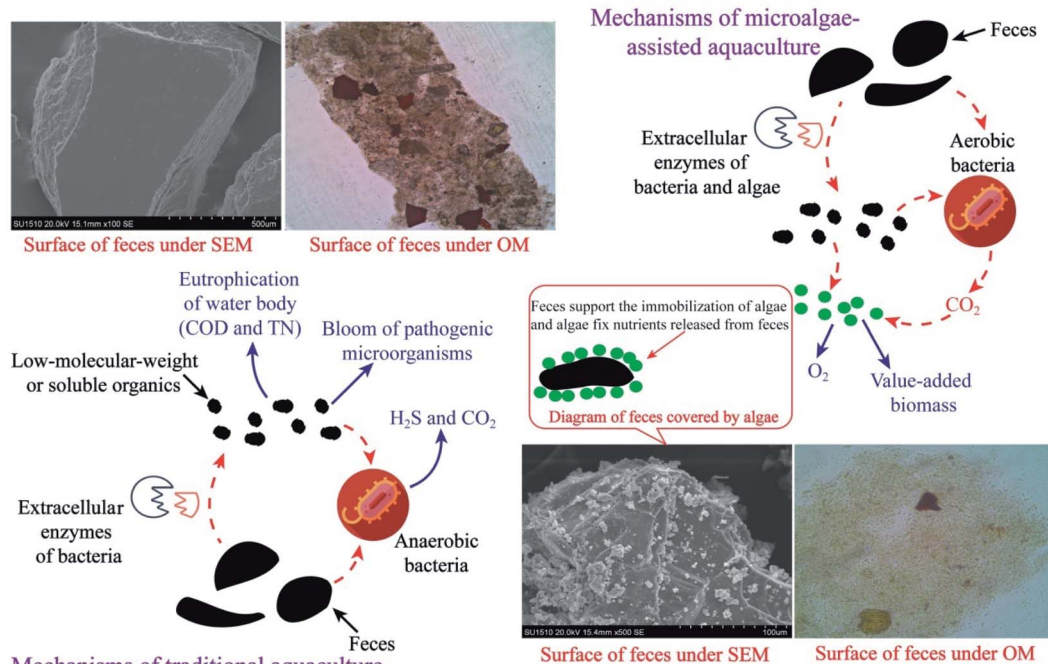 Mechanisms of microalgae-
assisted aquaculture
Feces
Extracellular
enzymes of
bacteria and algae
Aerobic
bacteria
CO₂
O₂
Value-added
biomass
SU1510 20.0kV 15.1mm x100 SE
500um
Surface of feces under SEM
Surface of feces under OM
Eutrophication
of water body
(COD and TN)
Bloom of pathogenic
microorganisms
Low-molecular-weight
or soluble organics
H₂S and CO₂
Extracellular
enzymes
of bacteria
Anaerobic
bacteria
Feces
Mechanisms of traditional aquaculture
Feces support the immobilization of algae
and algae fix nutrients released from feces
Diagram of feces covered by algae
SU1510 20.0kV 15.4mm x500 SE
100um
Surface of feces under SEM
Surface of feces under OM